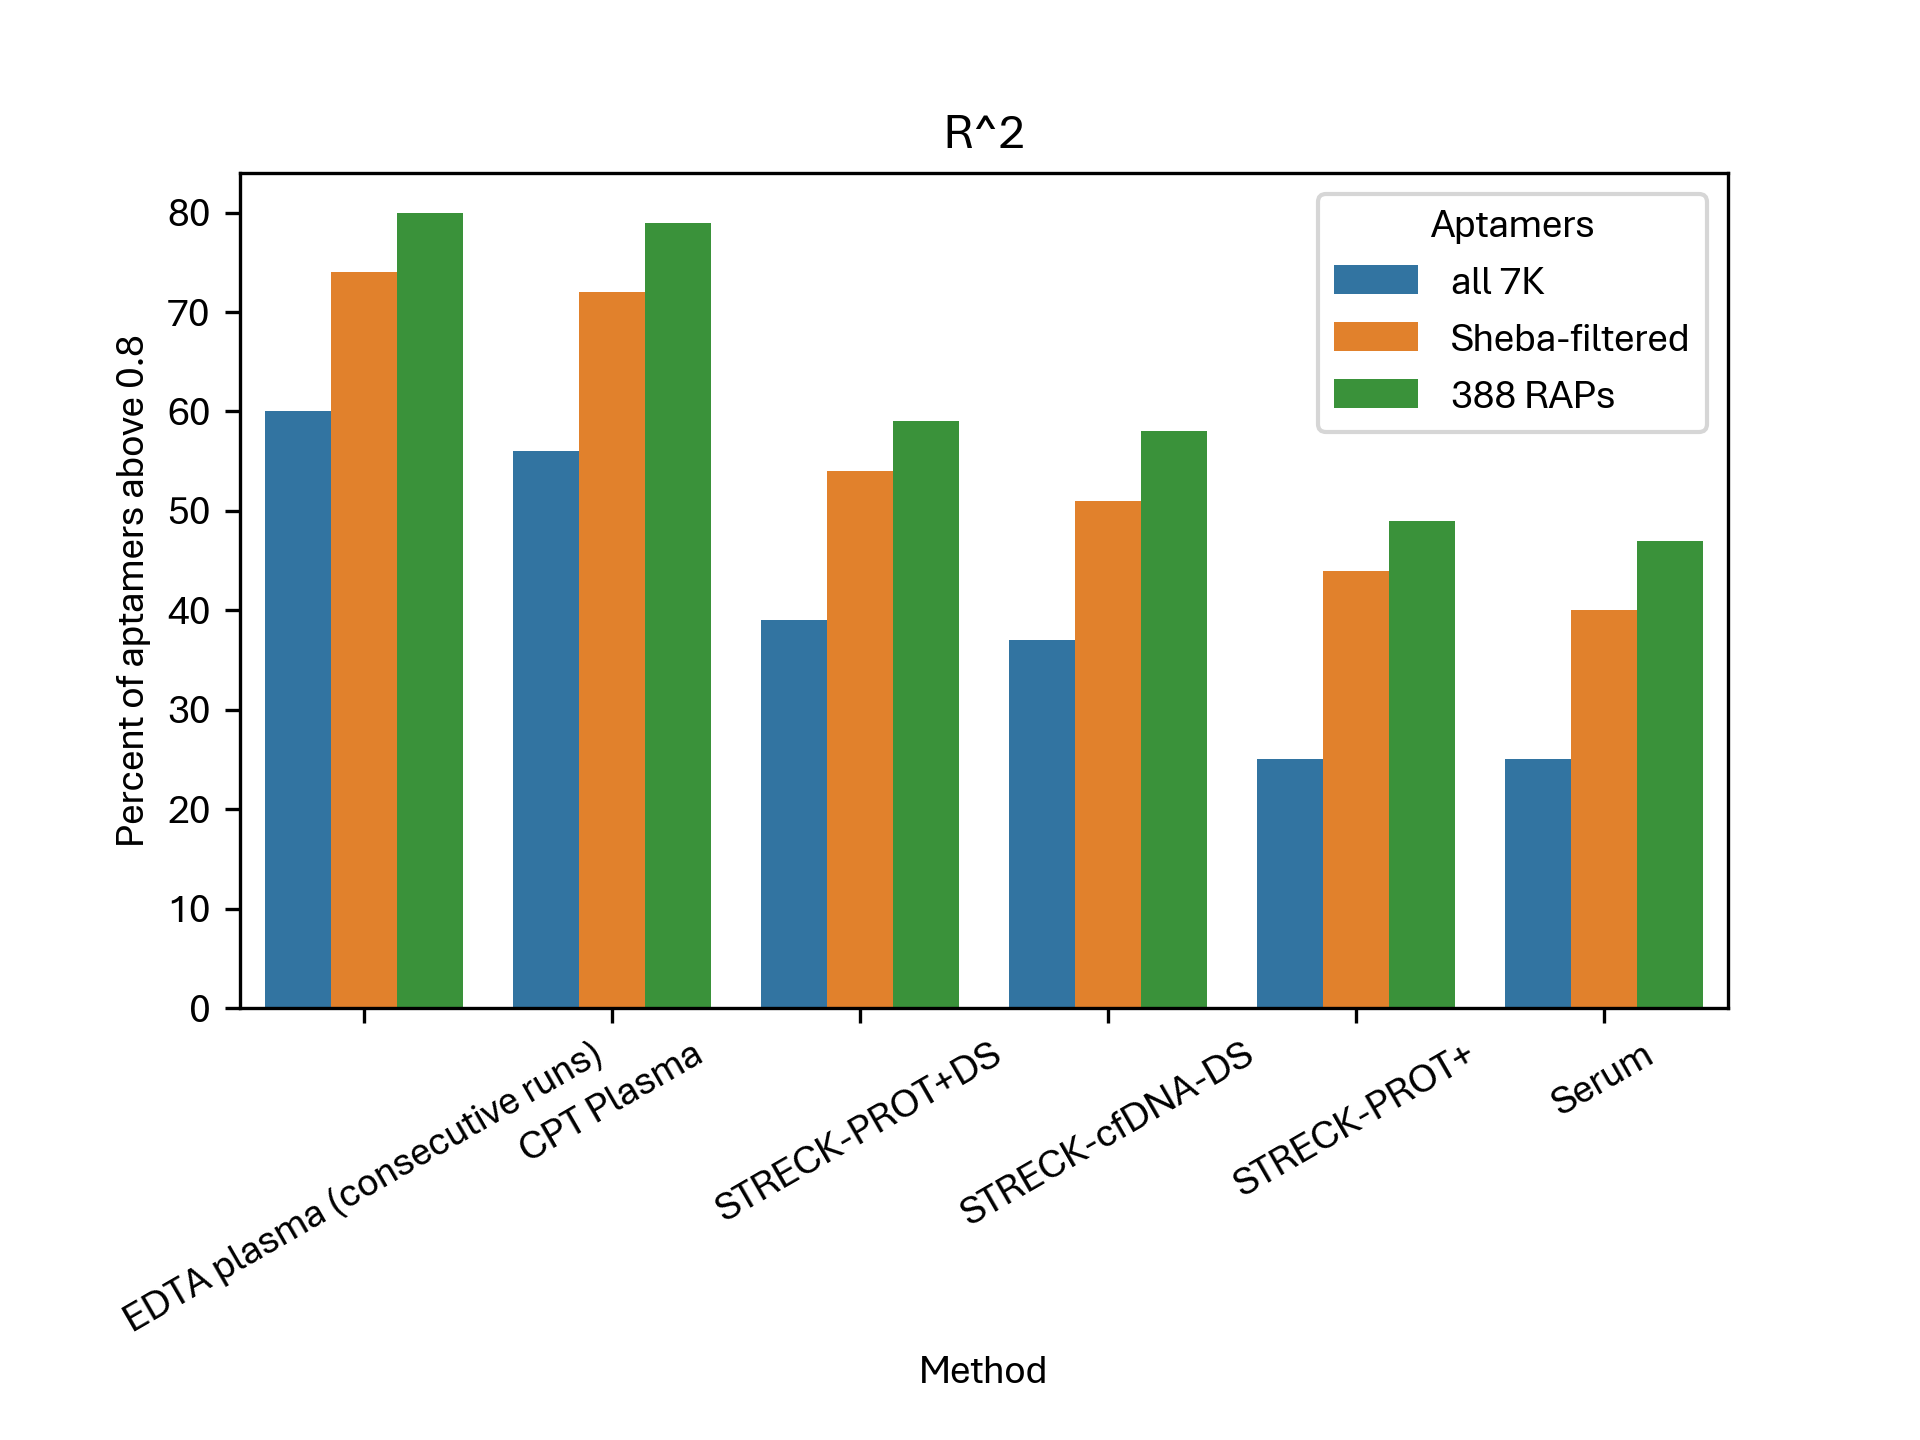 R^2
Percent of aptamers above 0.8
80
70
60
50
40
30
20
10
0
Aptamers
all 7K
Sheba-filtered
388 RAPs
EDTA plasma (consecutive runs)
CPT Plasma
STRECK-PROT+DS
STRECK-cfDNA-DS
STRECK-PROT+
Serum
Method